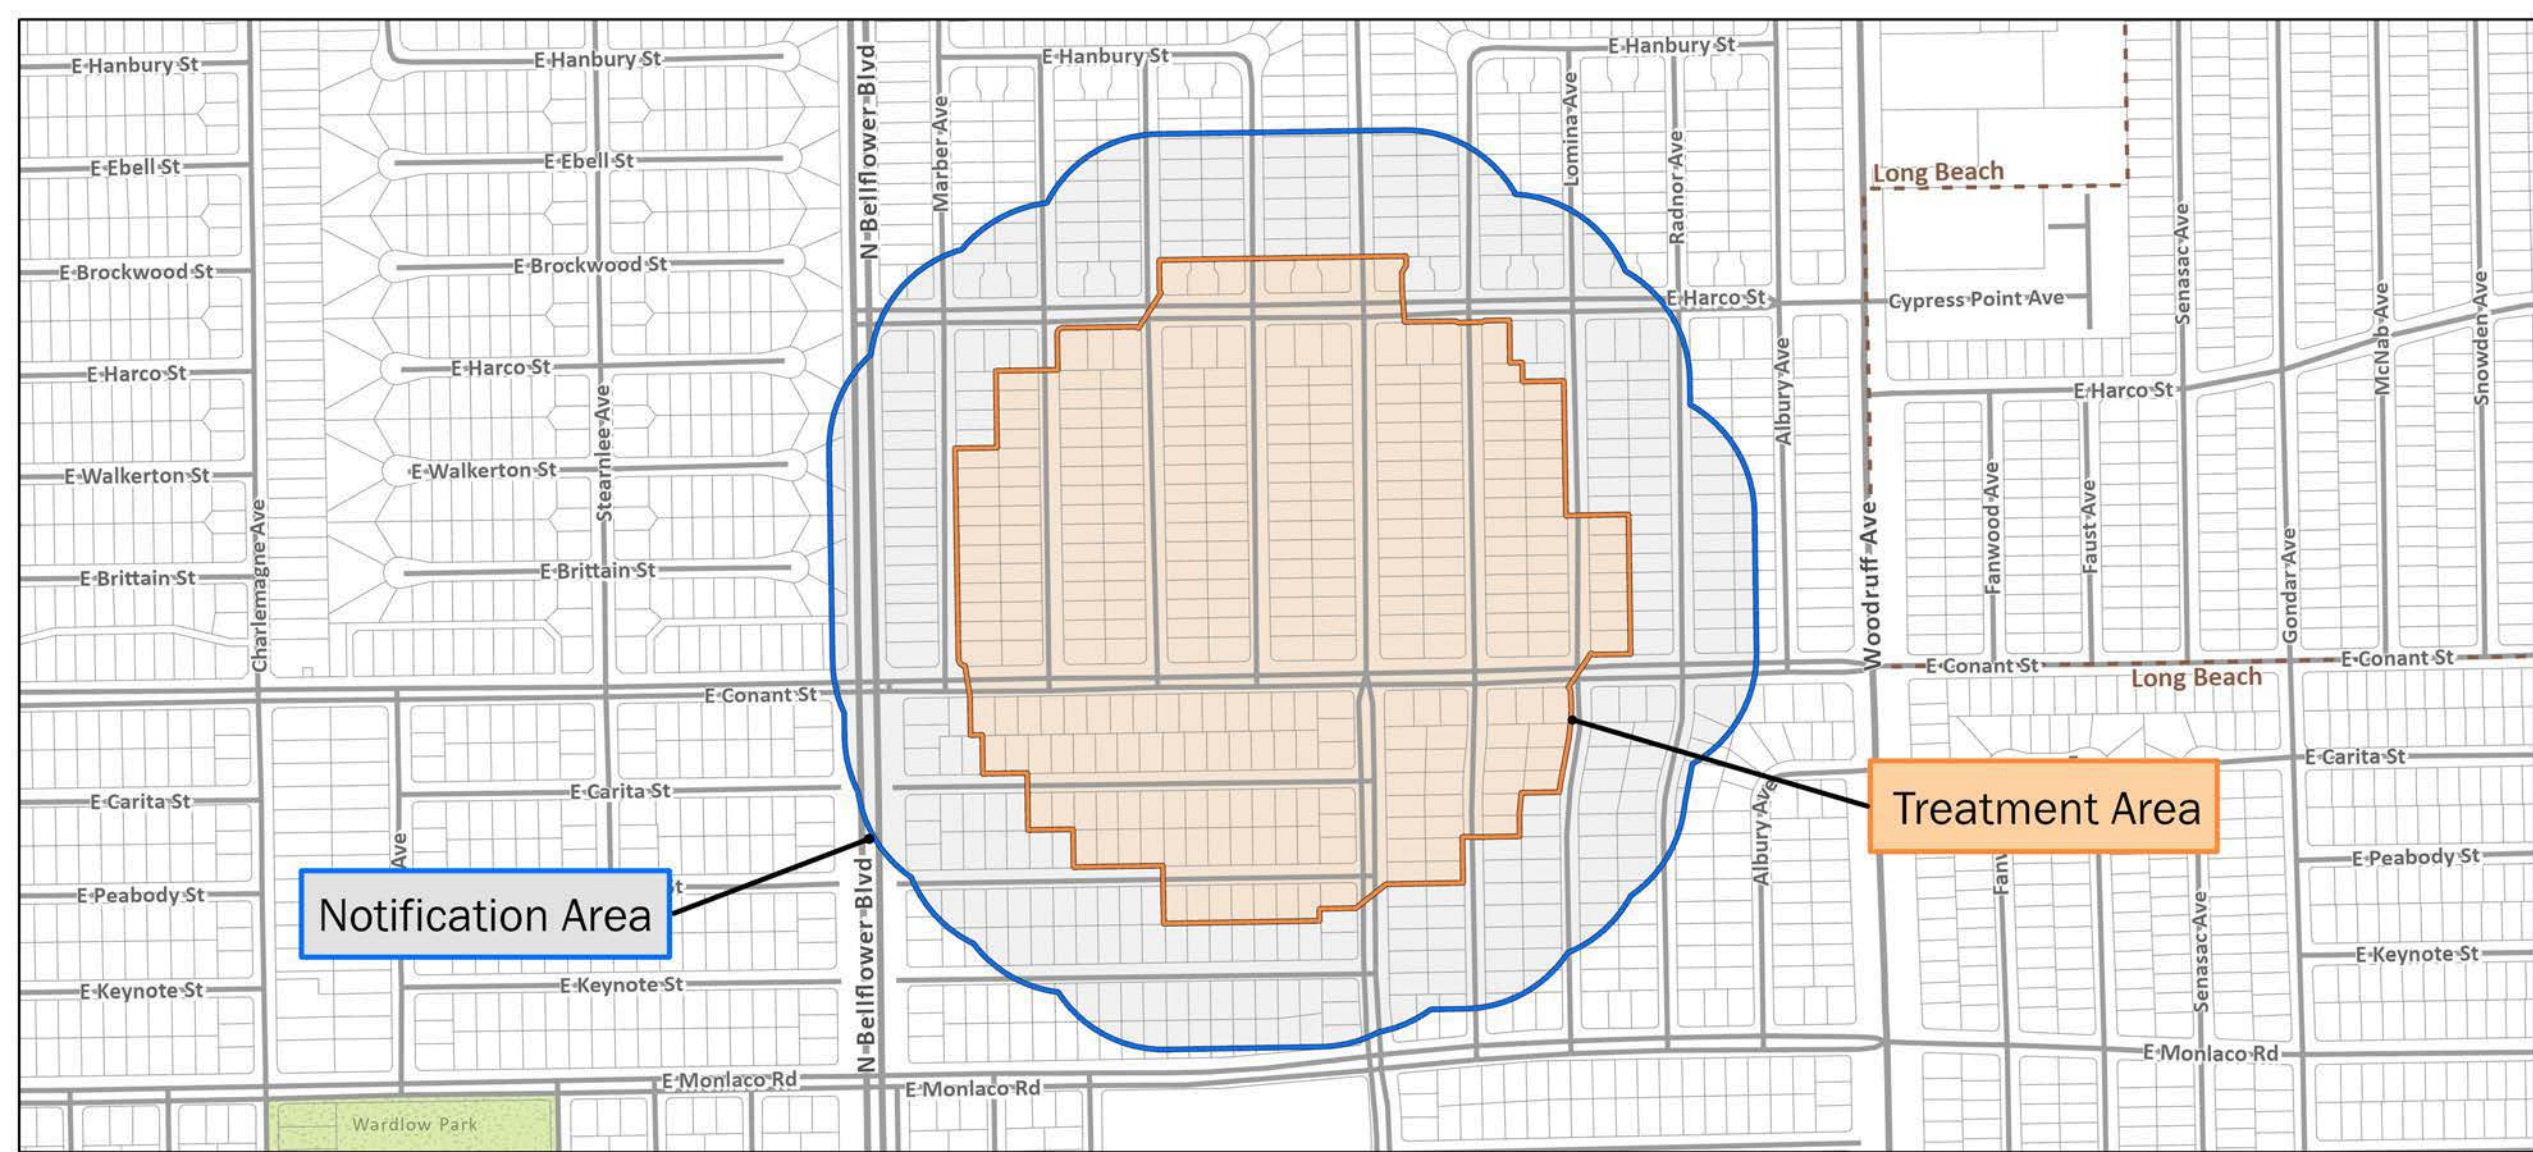 E Hanbury St
E Hanbury St
E Hanbury St
E Hanbury St
N Bellflower Blvd
Marber Ave
Lomina Ave
Radnor Ave
E Ebell St
E Ebell St
Long Beach
Senasac Ave
E Brockwood St
E Brockwood St
E Harco St
Cypress Point Ave
McNab Ave
Snowden Ave
E Harco St
E Harco St
Albury Ave
E Harco St
Stearnlee Ave
E Walkerton St
E Walkerton St
Charlemagne Ave
Woodruff Ave
Fanwood Ave
Faust Ave
Gondar Ave
E Brittain St
E Brittain St
E Conant St
E Conant St
E Conant St
Long Beach
E Carita St
E Carita St
E Carita St
Albury Ave
Treatment Area
Ave
E Peabody St
St
Notification Area
N Bellflower Blvd
E Peabody St
Senasac Ave
E Keynote St
E Keynote St
E Keynote St
E Monlaco Rd
E Monlaco Rd
E Monlaco Rd
Wardlow Park